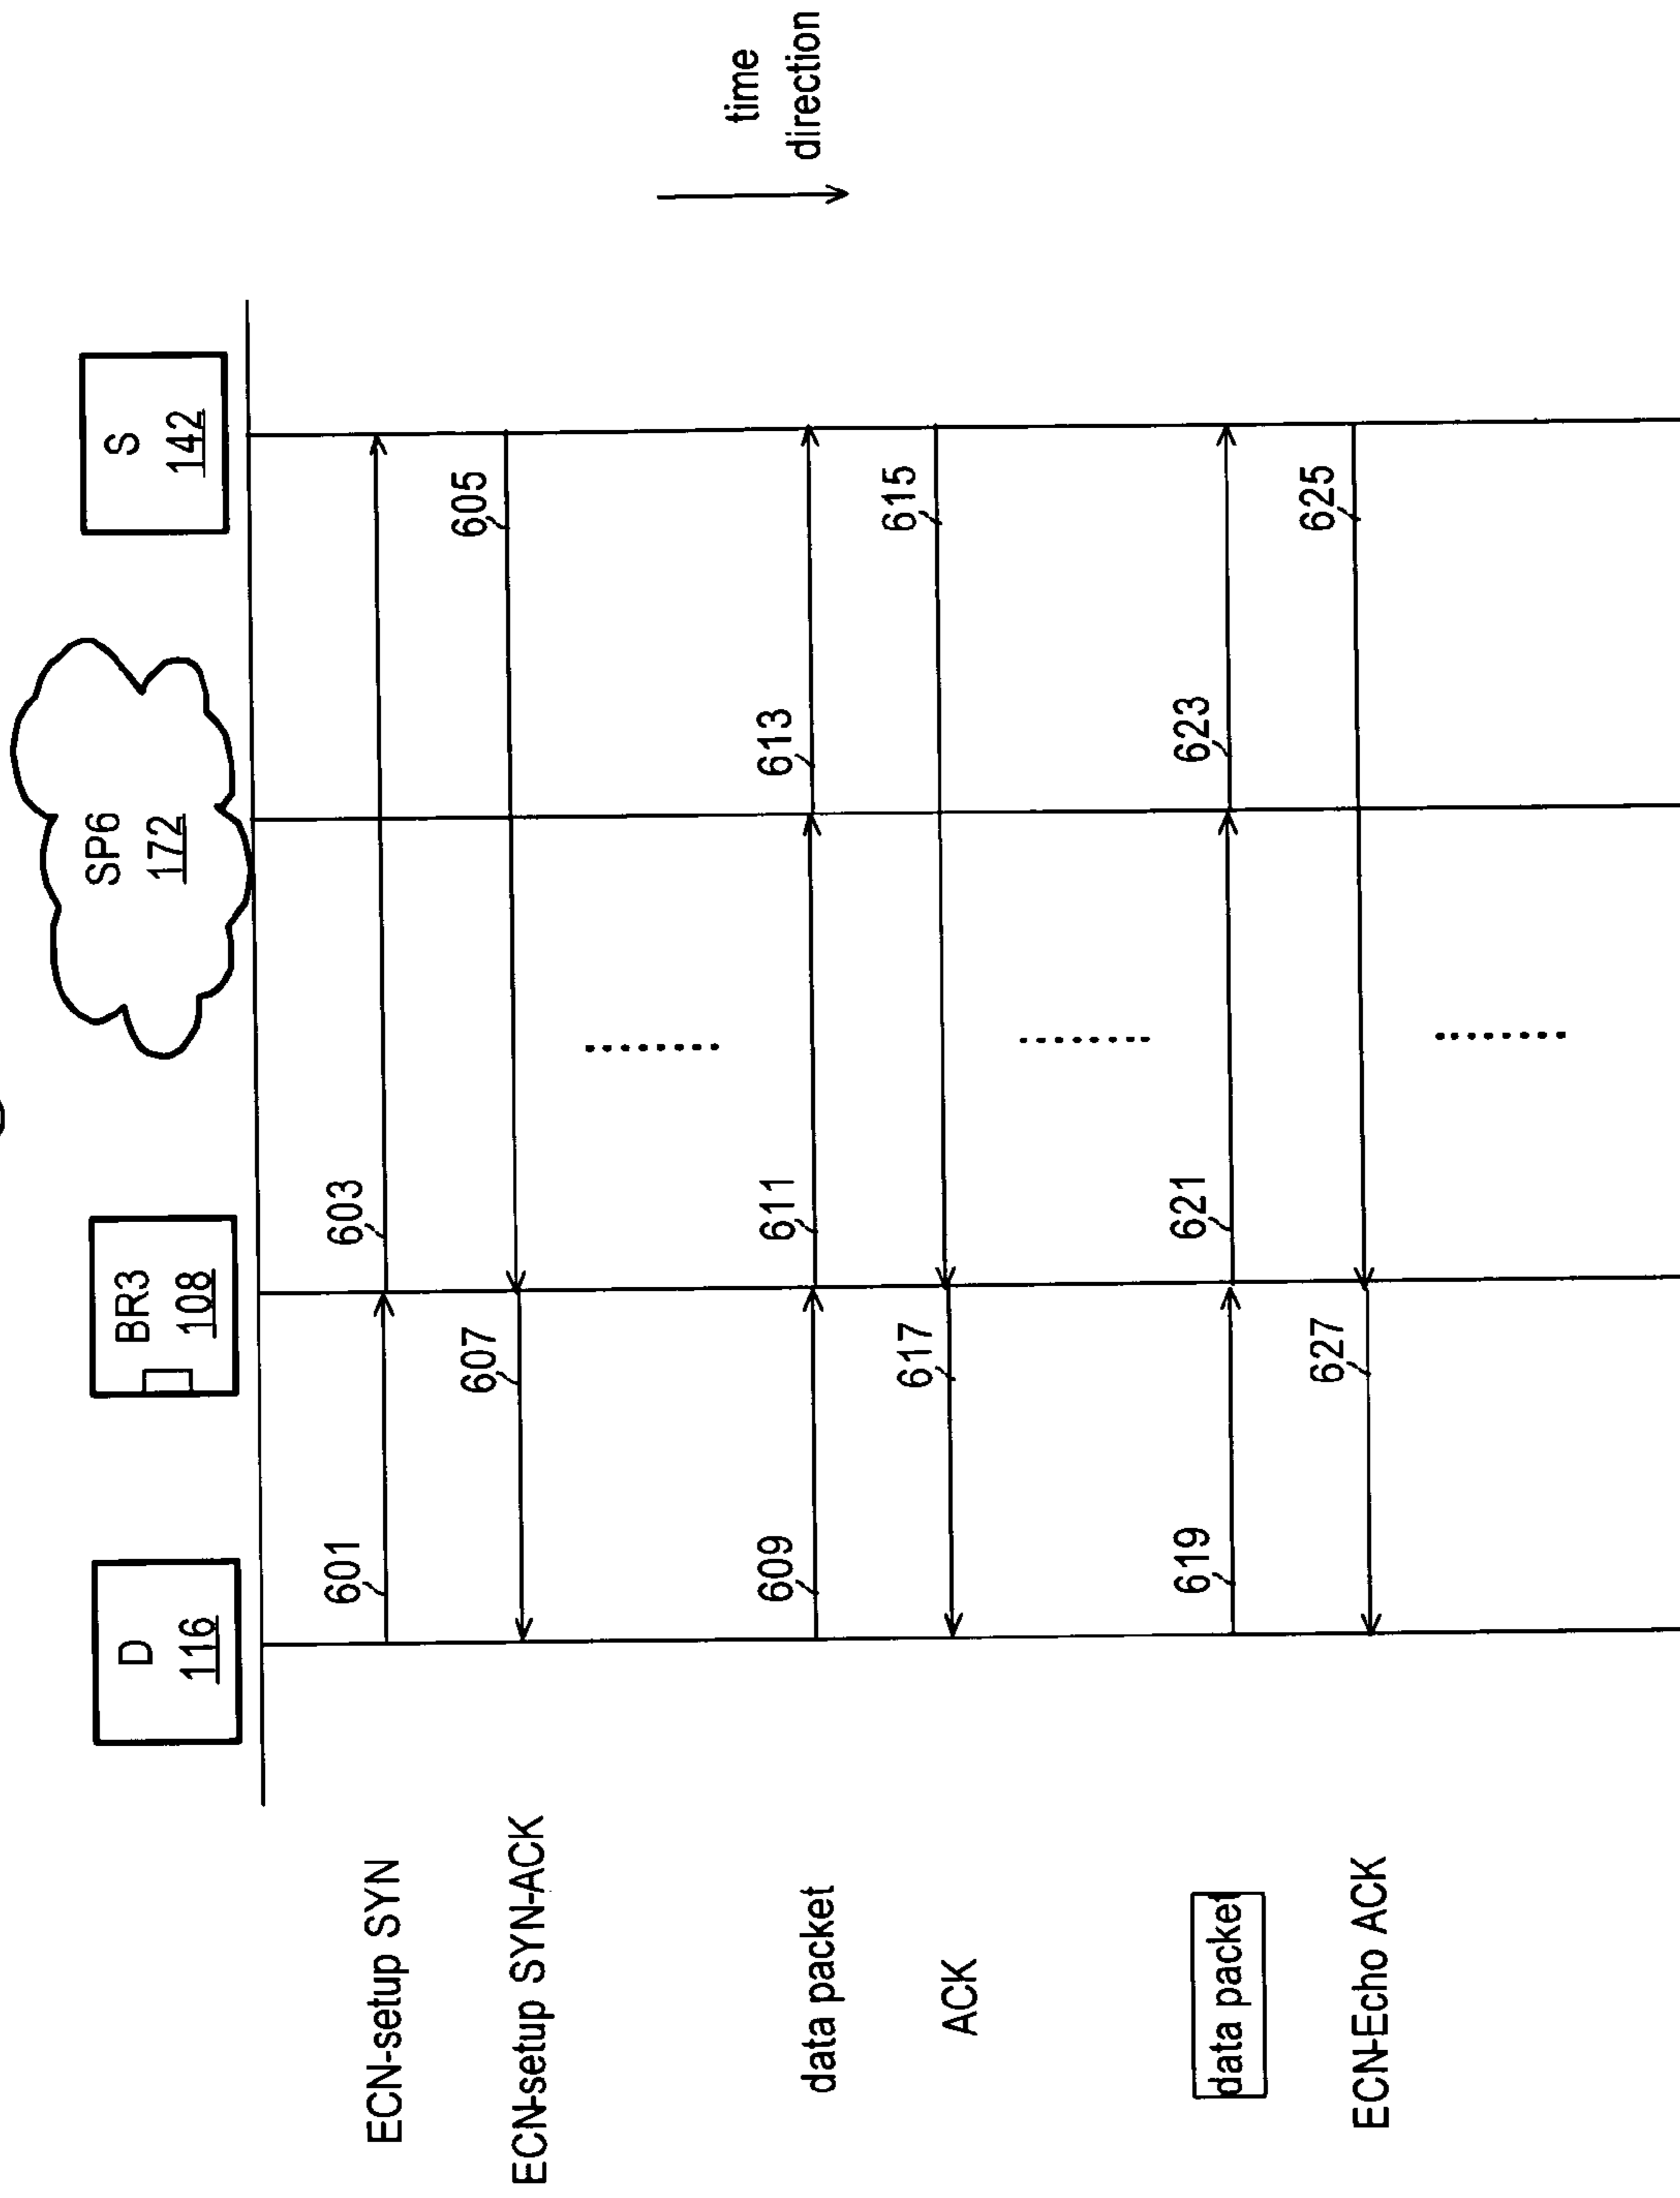 D
116
BR3
108
SP6
172
S
142
time
direction
ECN-setup SYN
601
603
ECN-setup SYN-ACK
605
607
data packet
609
611
613
ACK
615
617
data packet
619
621
623
ECN-Echo ACK
625
627